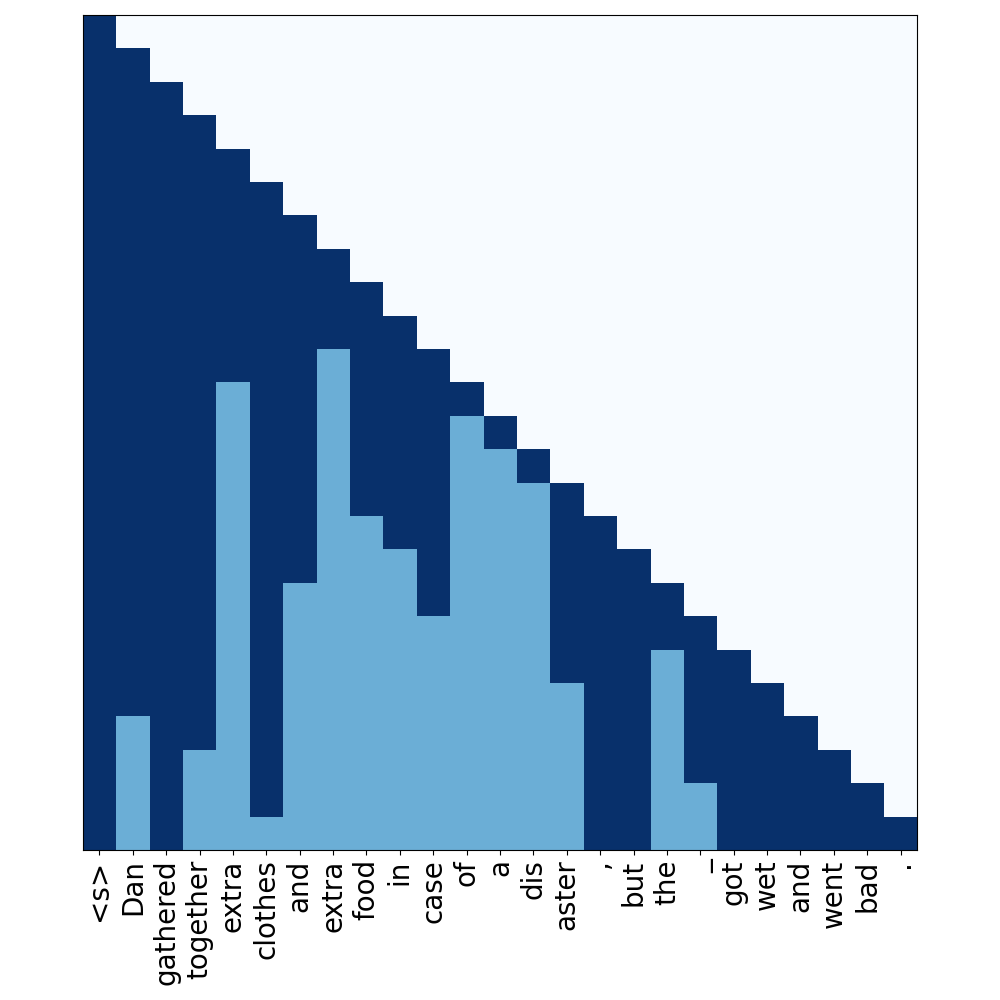 <s> Dan gathered together extra clothes and extra food in case of a dis aster , but the _ got wet and went bad .